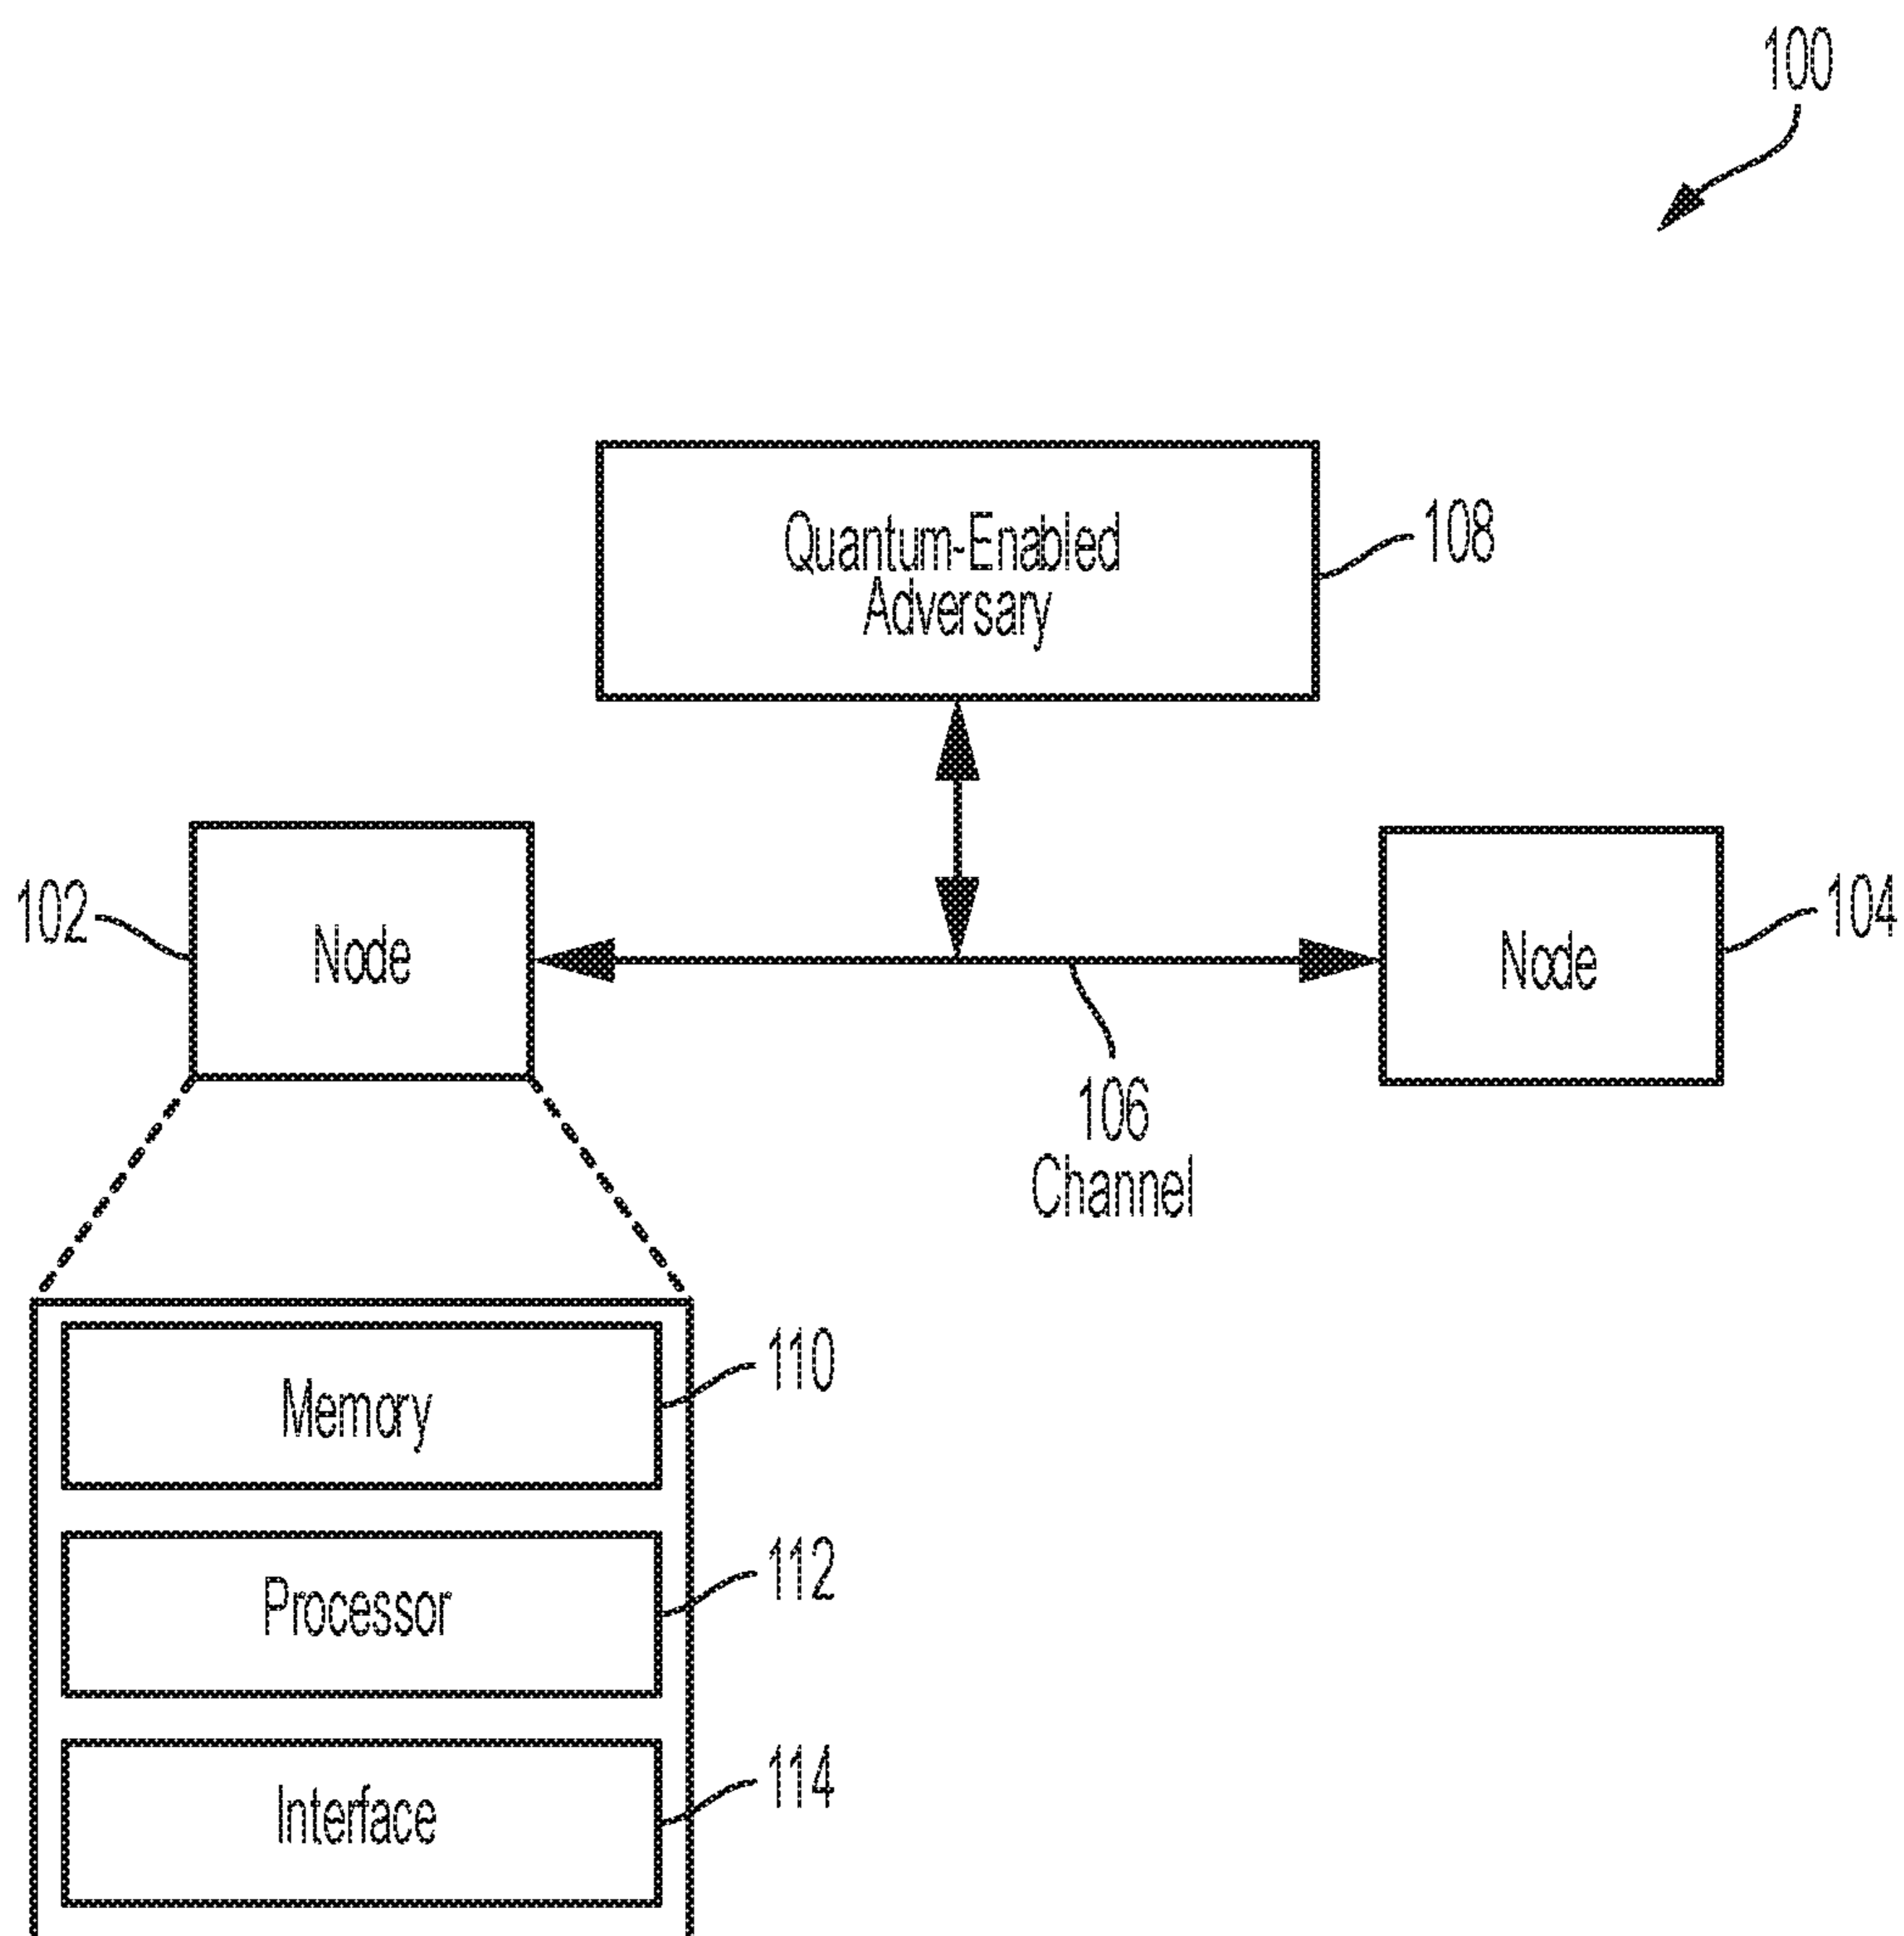 100
Quantum-Enabled
Adversary
108
102
Node
Node
104
106
Channel
Memory
110
Processor
112
Interface
114